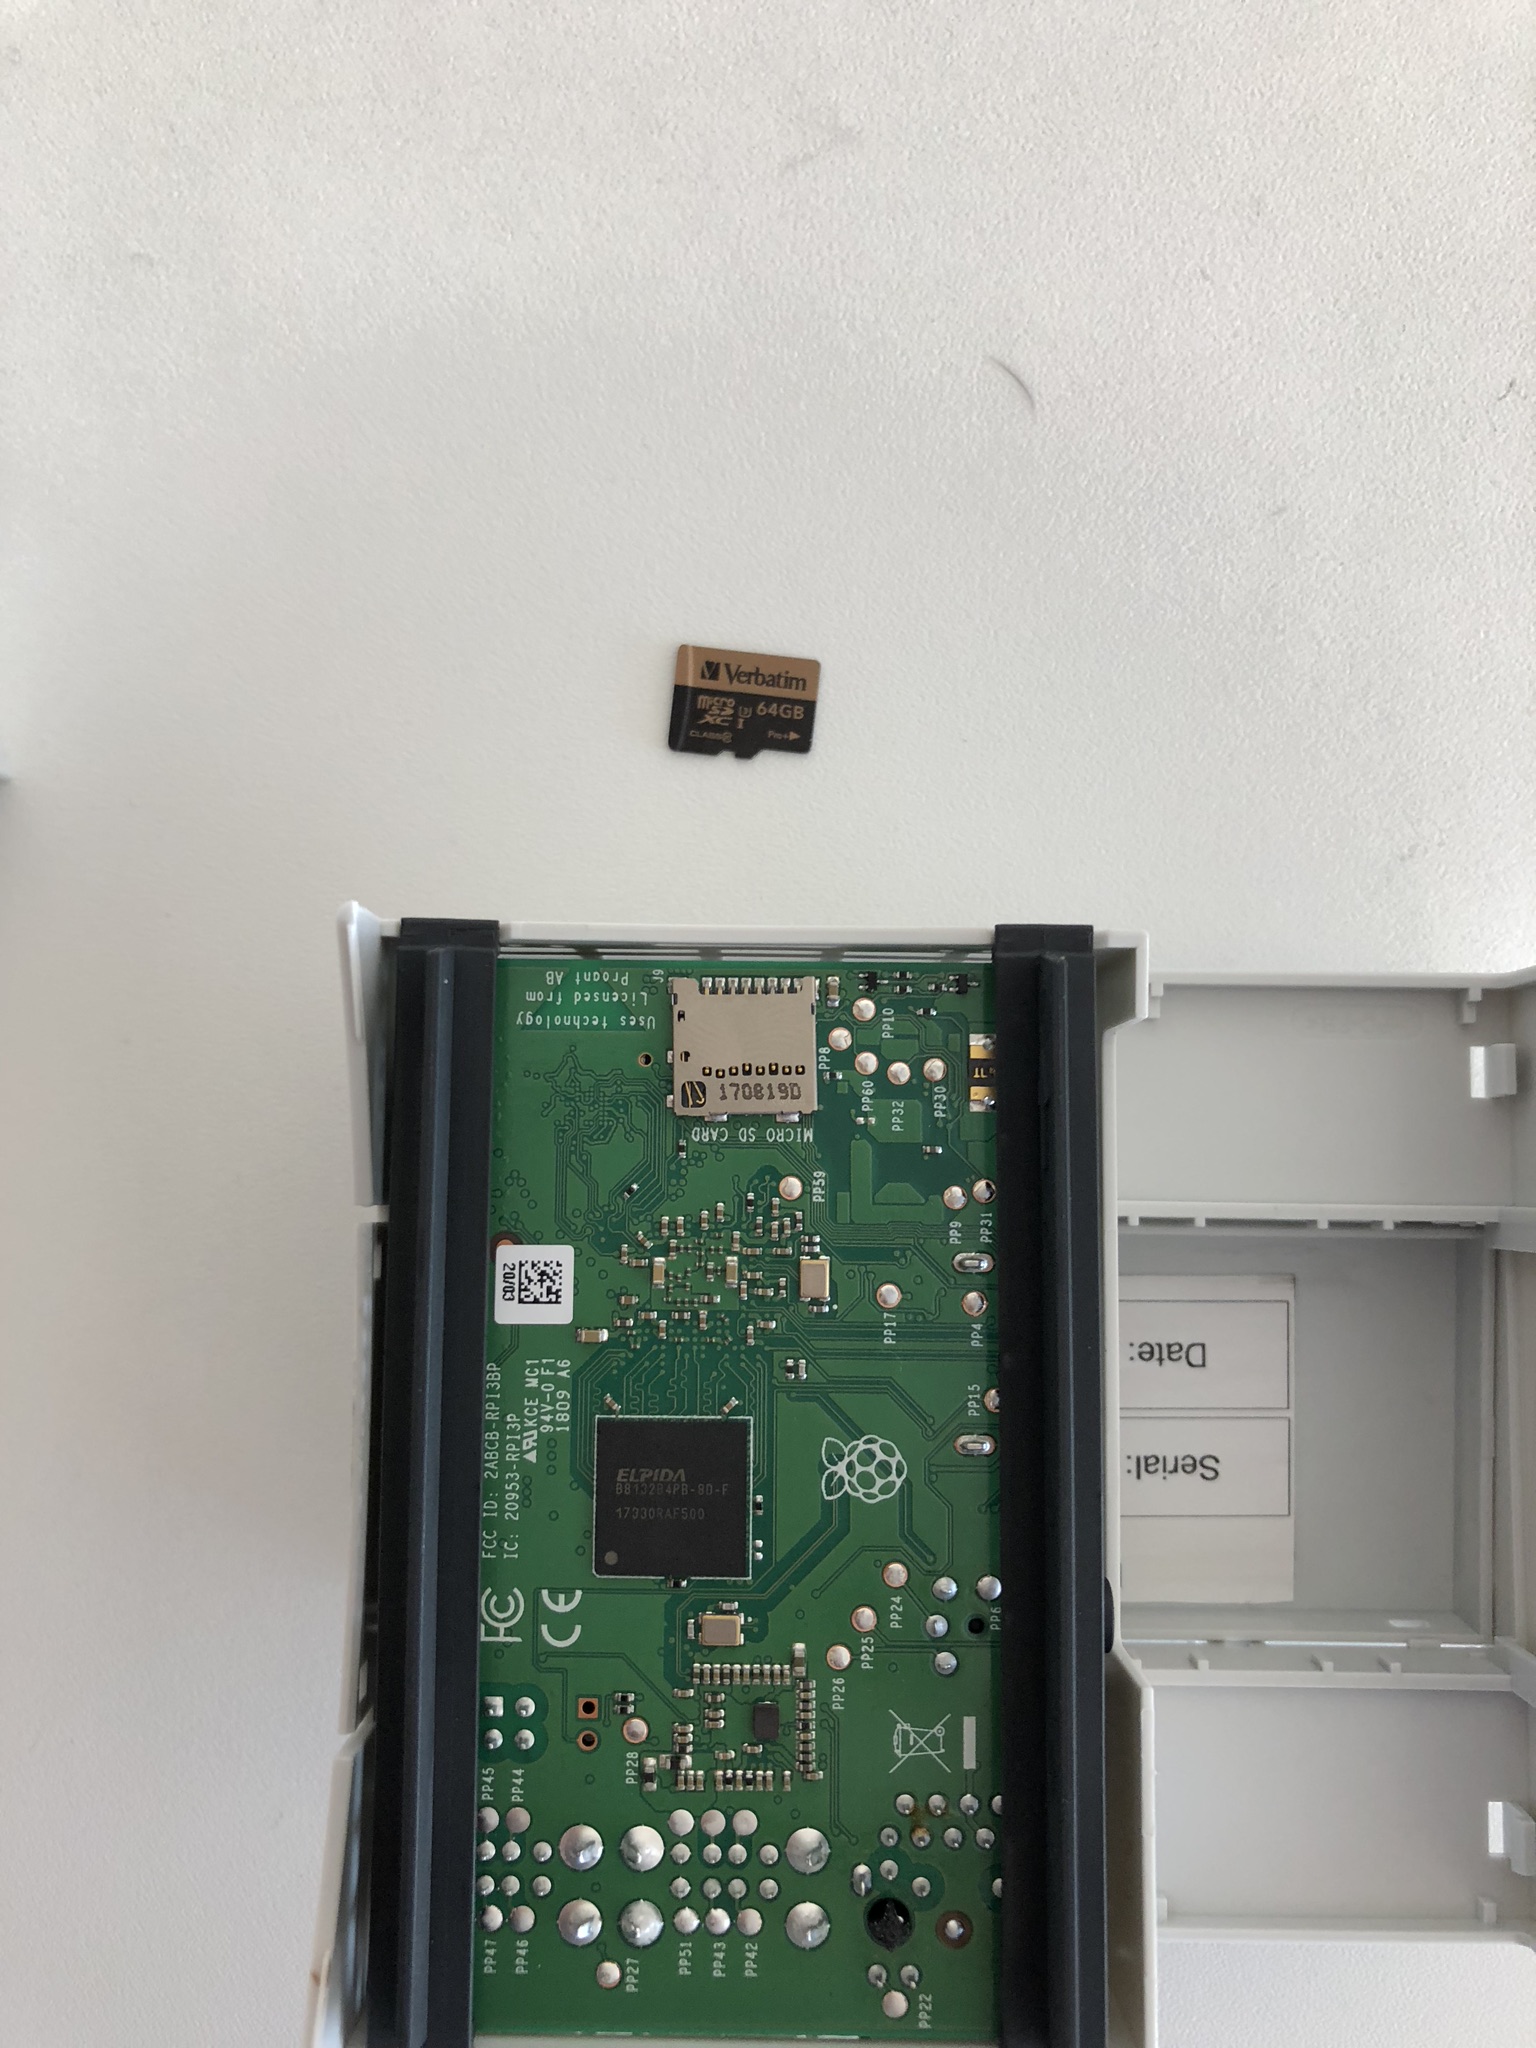 Verbatim
Micro SD XC I U3 64GB
CLASS 10 Pro+
J9
Uses technology
Licensed from
Proant AB
170819D
MICRO SD CARD
PP10
PP8
PP60
PP32
PP30
PP59
PP9
PP31
20/03
PP17
PP4
FCC ID: 2ABCB-RPI3BP
IC: 20953-RPI3P
KCE MC1
94V-0 F1
1809 A6
Date:
Serial:
PP15
ELPIDA
B8132B4PB-8D-F
17330RAF500
FC CE
PP24
PP25
PP26
PP6
PP28
PP45
PP44
PP47
PP46
PP27
PP51
PP43
PP42
PP22